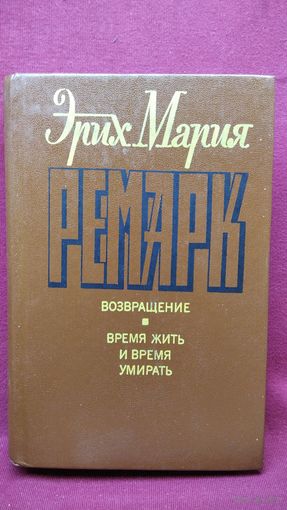 Эрих Мария
РЕМАРК
ВОЗВРАЩЕНИЕ
ВРЕМЯ ЖИТЬ
И ВРЕМЯ
УМИРАТЬ